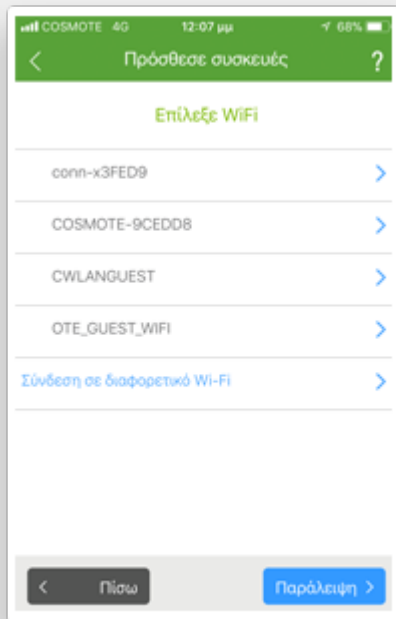 COSMOTE 4G 12:07 μμ 68%
Πρόσθεσε συσκευές ?
Επίλεξε WiFi
conn-x3FED9
COSMOTE-9CEDD8
CWLANGUEST
OTE_GUEST_WIFI
Σύνδεση σε διαφορετικό Wi-Fi
Πίσω Παράλειψη